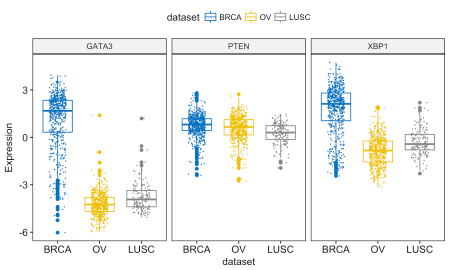 dataset BRCA OV LUSC
GATA3 PTEN XBP1
Expression
3
0
-3
-6
BRCA OV LUSC BRCA OV LUSC BRCA OV LUSC
dataset